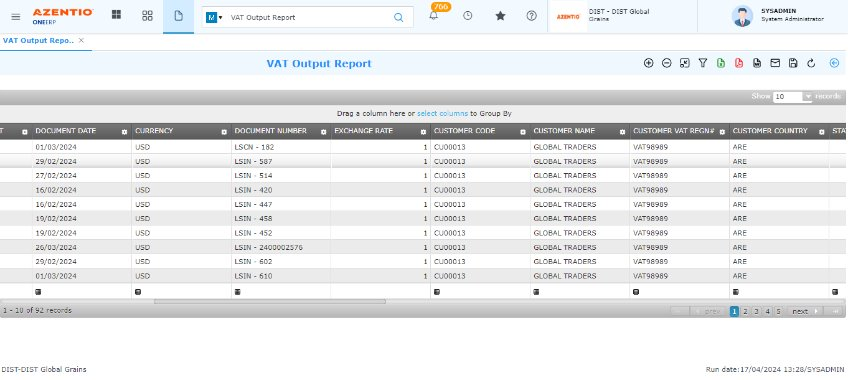 AZENTIO
ONEERP
M
VAT Output Report
766
AZENTIO
DIST - DIST Global
Grains
SYSADMIN
System Administrator
VAT Output Repo.. ×
VAT Output Report
Show 10 records
Drag a column here or select columns to Group By
T DOCUMENT DATE CURRENCY DOCUMENT NUMBER EXCHANGE RATE CUSTOMER CODE CUSTOMER NAME CUSTOMER VAT REGN# CUSTOMER COUNTRY STA
01/03/2024 USD LSCN - 182 1 CU00013 GLOBAL TRADERS VAT98989 ARE
29/02/2024 USD LSIN - 587 1 CU00013 GLOBAL TRADERS VAT98989 ARE
27/02/2024 USD LSIN - 514 1 CU00013 GLOBAL TRADERS VAT98989 ARE
16/02/2024 USD LSIN - 420 1 CU00013 GLOBAL TRADERS VAT98989 ARE
16/02/2024 USD LSIN - 447 1 CU00013 GLOBAL TRADERS VAT98989 ARE
19/02/2024 USD LSIN - 458 1 CU00013 GLOBAL TRADERS VAT98989 ARE
19/02/2024 USD LSIN - 452 1 CU00013 GLOBAL TRADERS VAT98989 ARE
26/03/2024 USD LSIN - 2400002576 1 CU00013 GLOBAL TRADERS VAT98989 ARE
29/02/2024 USD LSIN - 602 1 CU00013 GLOBAL TRADERS VAT98989 ARE
01/03/2024 USD LSIN - 610 1 CU00013 GLOBAL TRADERS VAT98989 ARE
1 - 10 of 92 records prev 1 2 3 4 5 next
DIST-DIST Global Grains Run date:17/04/2024 13:28/SYSADMIN